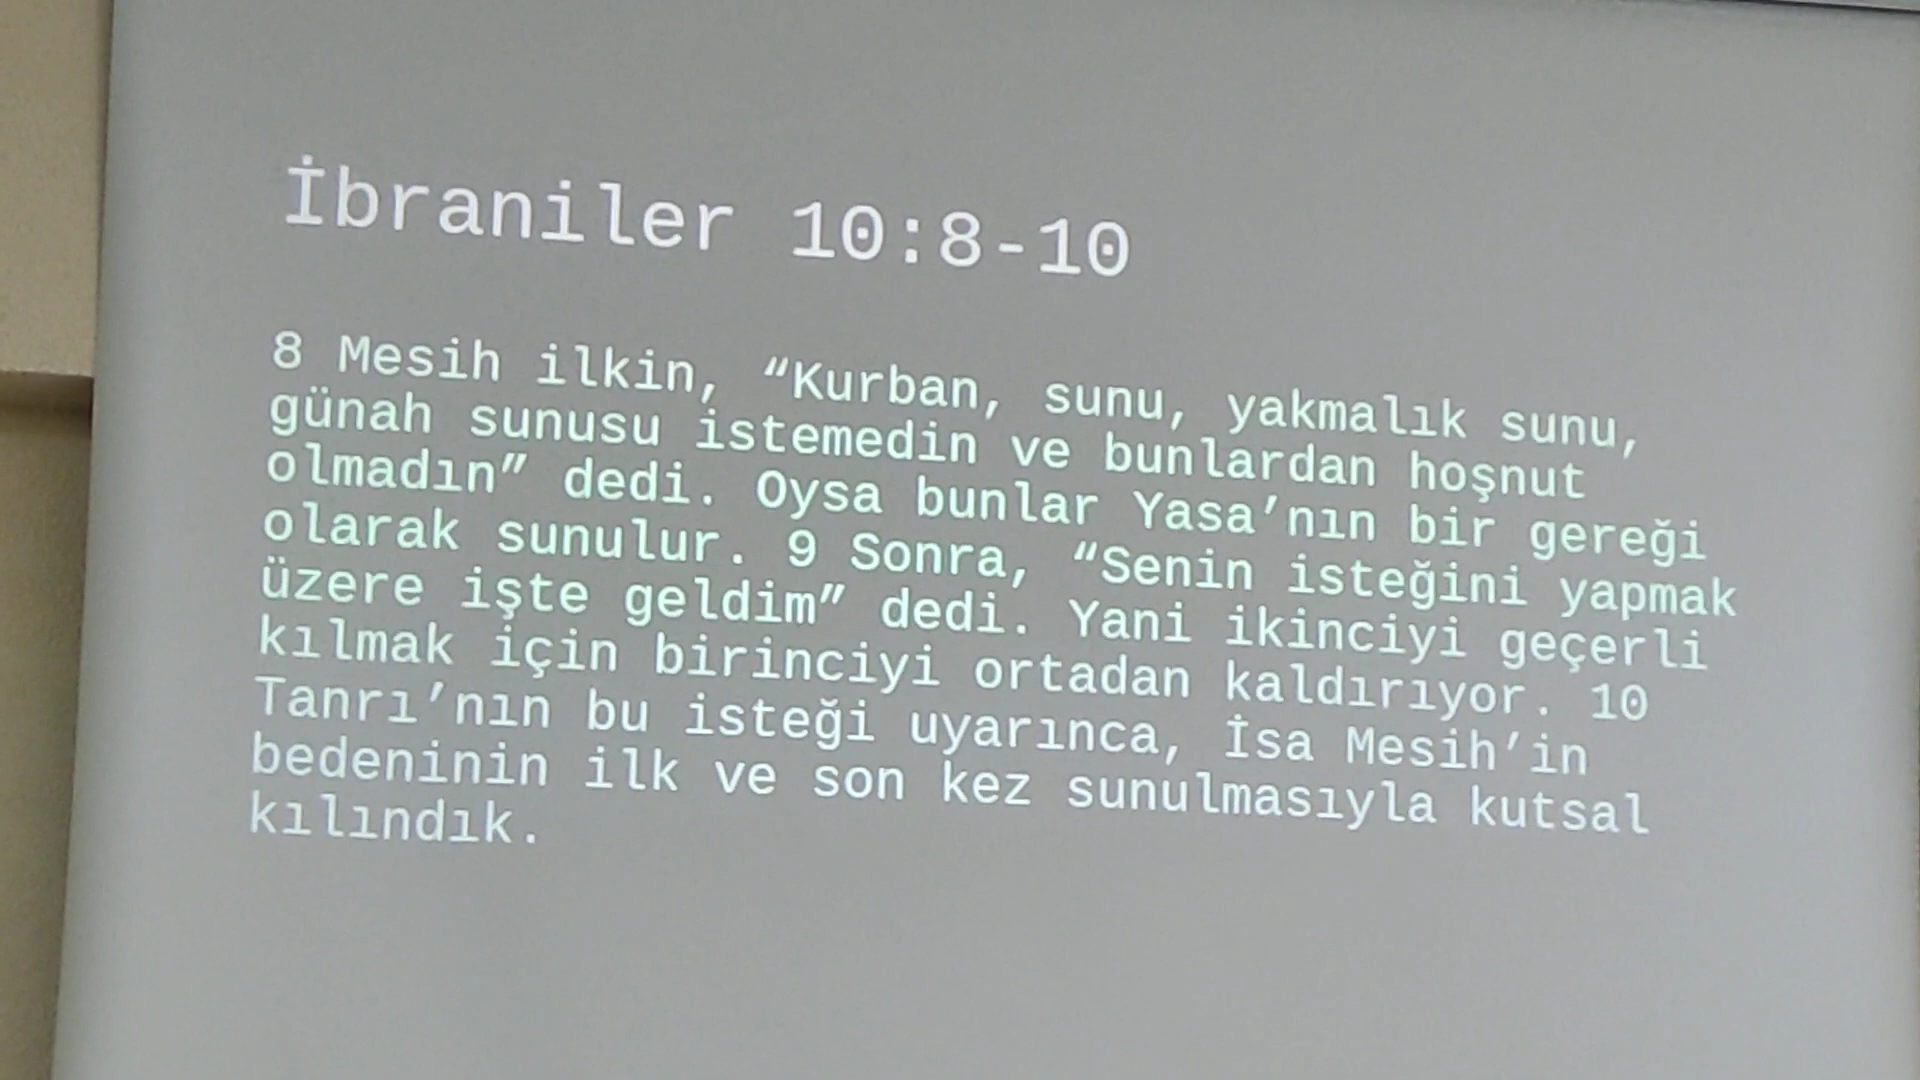 İbraniler 10:8-10
8 Mesih ilkin, “Kurban, sunu, yakmalık sunu,
günah sunusu istemedin ve bunlardan hoşnut
olmadın” dedi. Oysa bunlar Yasa’nın bir gereği
olarak sunulur. 9 Sonra, “Senin isteğini yapmak
üzere işte geldim” dedi. Yani ikinciyi geçerli
kılmak için birinciyi ortadan kaldırıyor. 10
Tanrı’nın bu isteği uyarınca, İsa Mesih’in
bedeninin ilk ve son kez sunulmasıyla kutsal
kılındık.